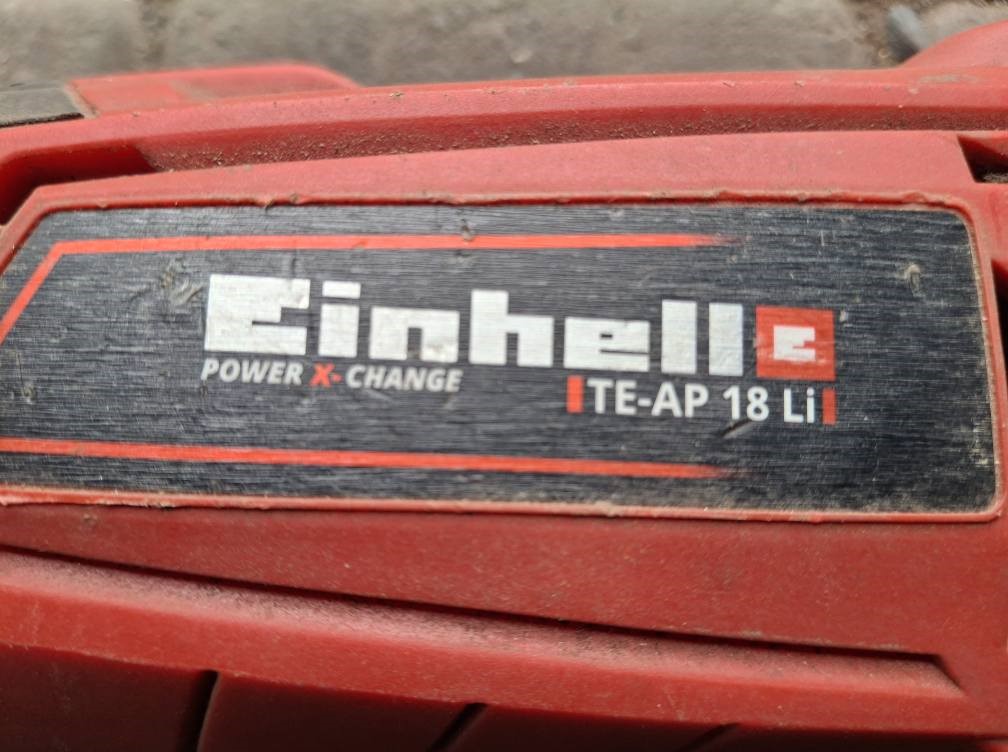 Einhell
POWER X-CHANGE
TE-AP 18 Li